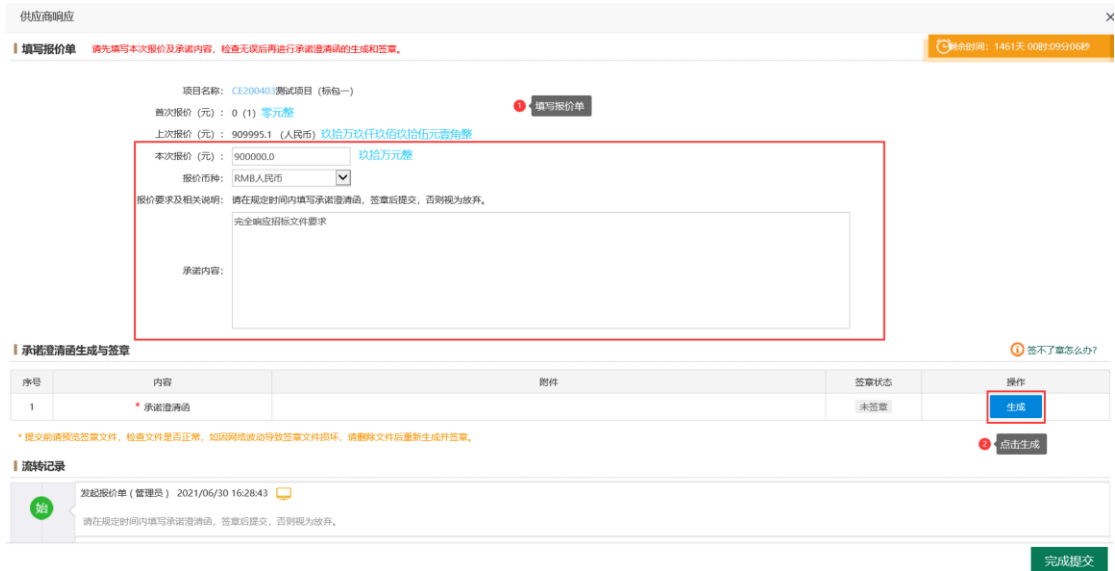 供应商响应
填写报价单 请先填写本次报价及承诺内容，检查无误后再进行承诺澄清函的生成和签章。
剩余时间：1461天 00时:09分06秒
项目名称： CE200403测试项目 (标包一)
1 填写报价单
首次报价 (元) ： 0 (1) 零元整
上次报价 (元) ： 909995.1 (人民币) 玖拾万玖仟玖佰玖拾伍元壹角整
本次报价 (元) ： 900000.0 玖拾万元整
报价币种： RMB人民币
报价要求及相关说明： 请在规定时间内填写承诺澄清函，签章后提交，否则视为放弃。
完全响应招标文件要求
承诺内容：
承诺澄清函生成与签章 签不了章怎么办?
序号 内容 附件 签章状态 操作
1 * 承诺澄清函 未签章 生成
* 提交前请预览签章文件，检查文件是否正常，如因网络波动导致签章文件损坏，请删除文件后重新生成并签章。
2 点击生成
流转记录
始 发起报价单 ( 管理员 ) 2021/06/30 16:28:43
请在规定时间内填写承诺澄清函，签章后提交，否则视为放弃。
完成提交